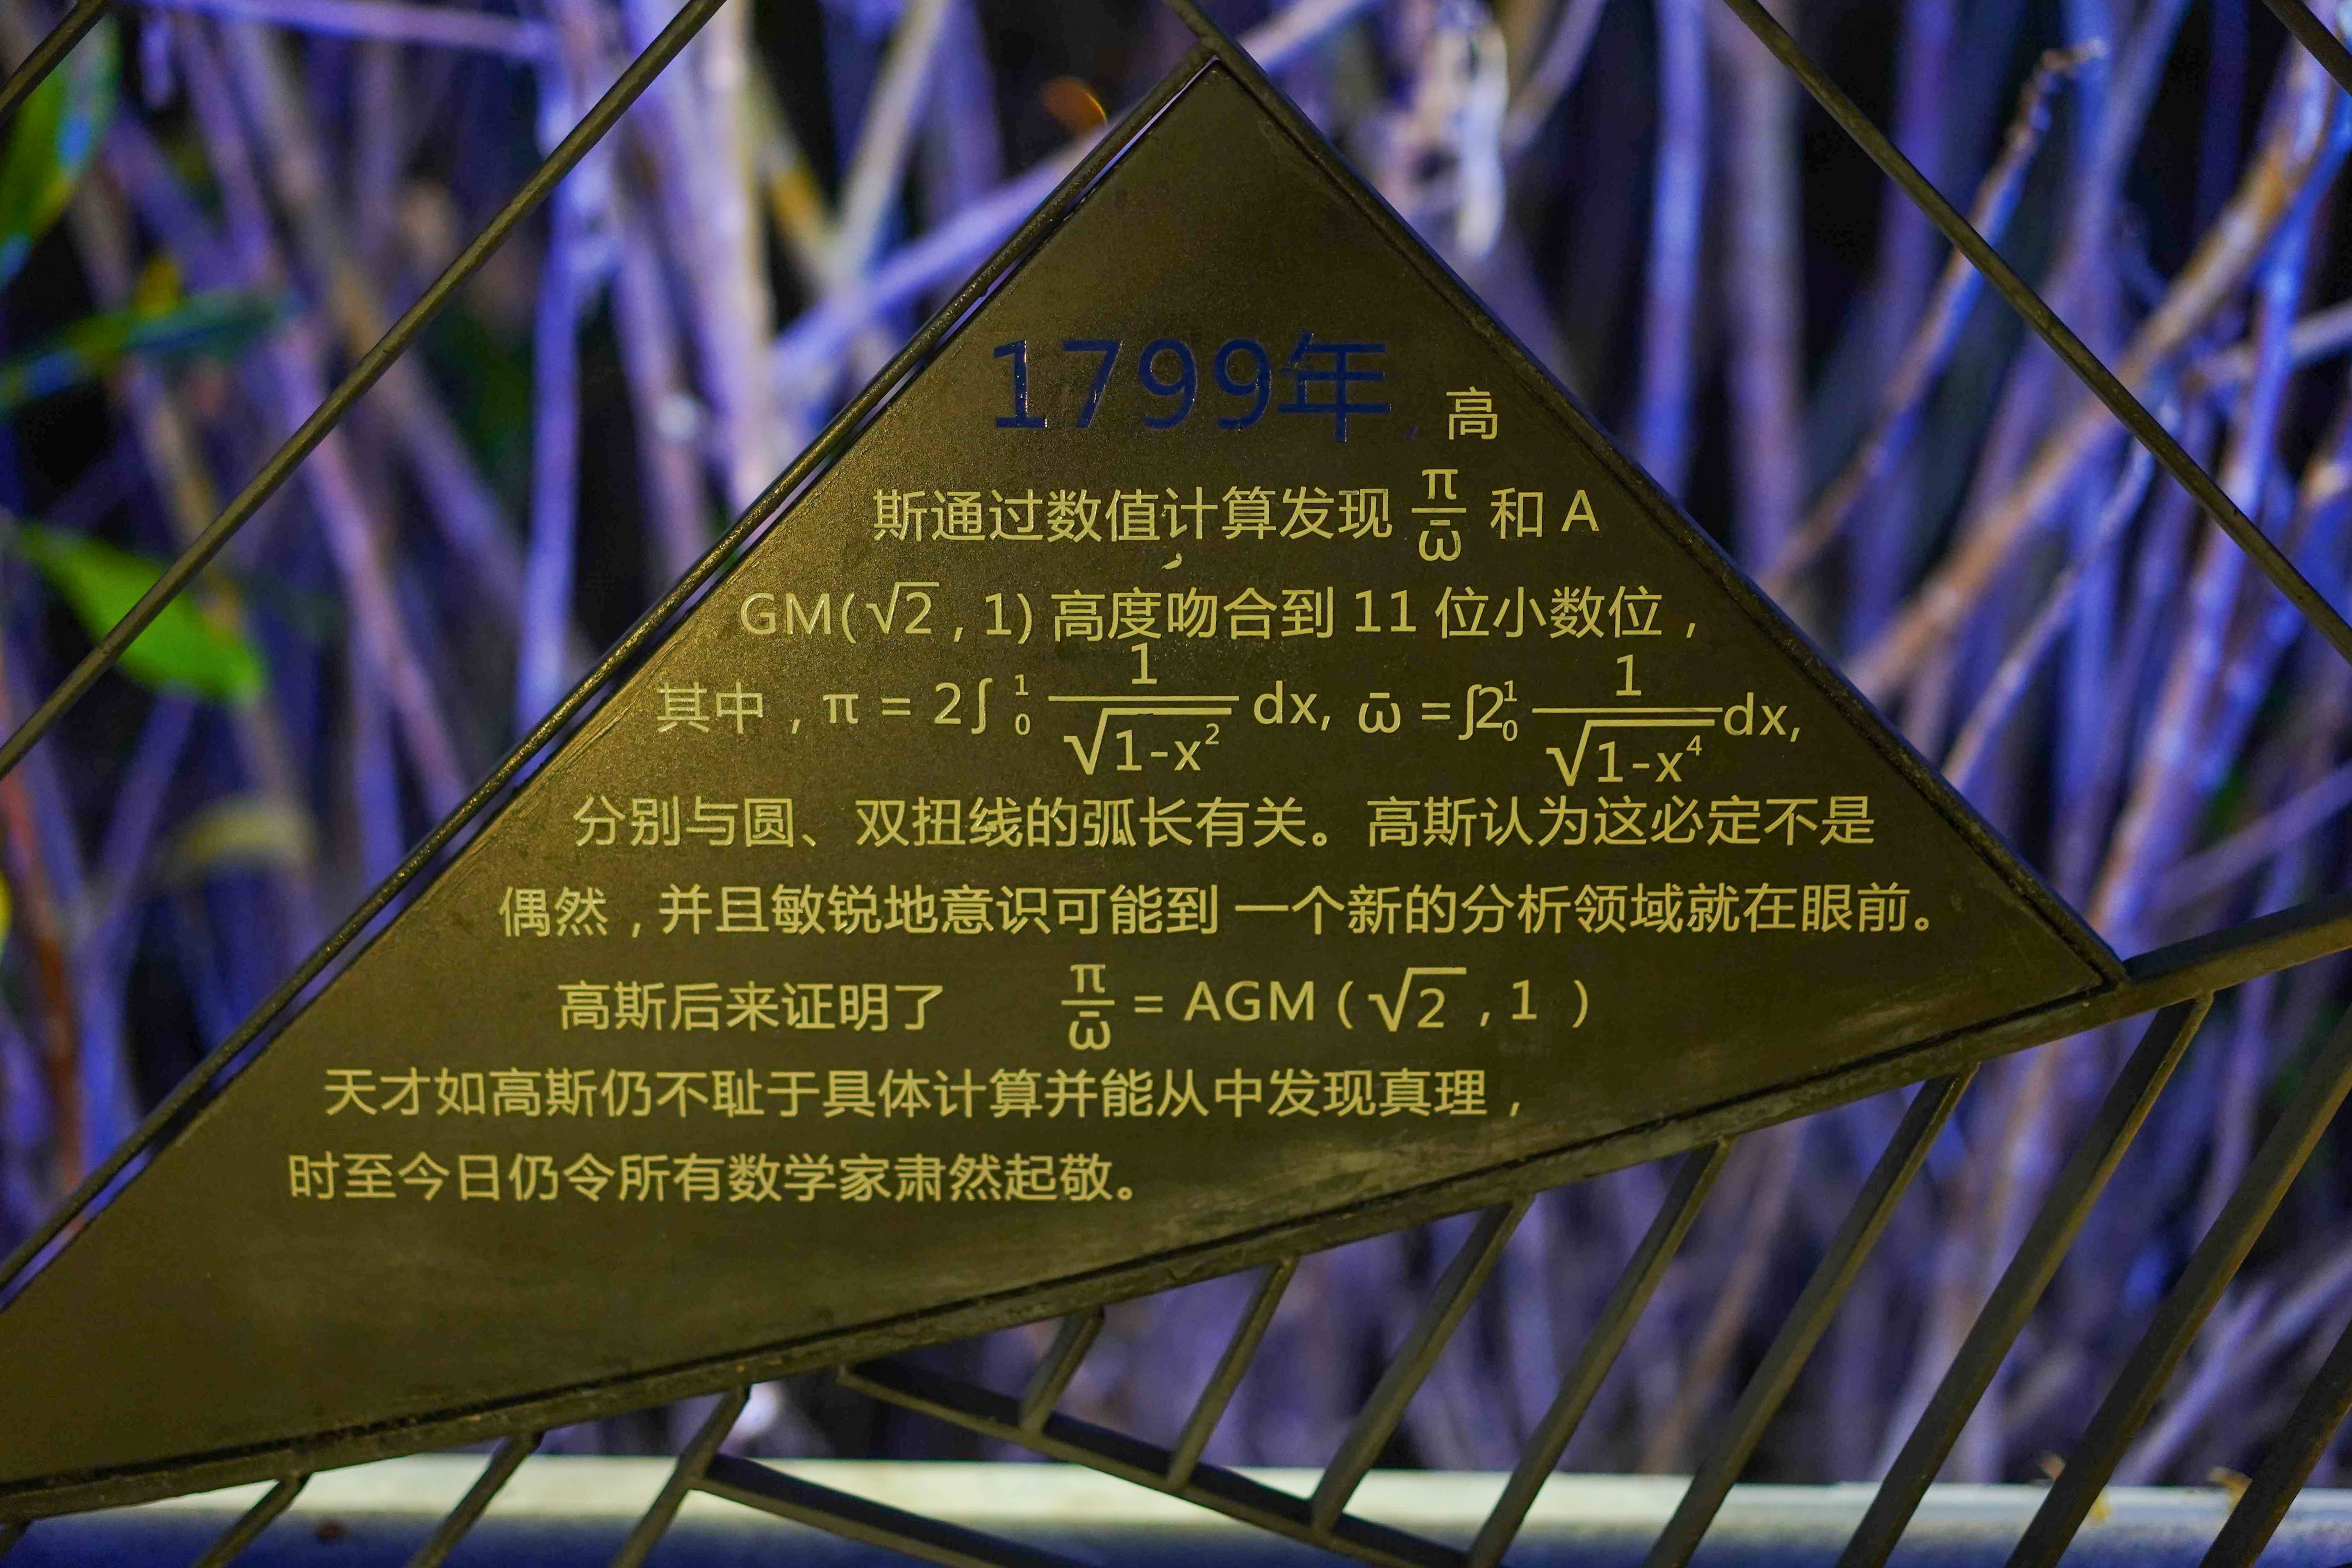 1799年,高
斯通过数值计算发现 π/ω̄ 和 A
GM(√2, 1) 高度吻合到 11 位小数位，
其中，π = 2∫₀¹ 1/√(1-x²) dx, ω̄ =∫2₀¹ 1/√(1-x⁴) dx,
分别与圆、双扭线的弧长有关。高斯认为这必定不是
偶然，并且敏锐地意识可能到一个新的分析领域就在眼前。
高斯后来证明了 π/ω̄ = AGM (√2, 1 )
天才如高斯仍不耻于具体计算并能从中发现真理，
时至今日仍令所有数学家肃然起敬。